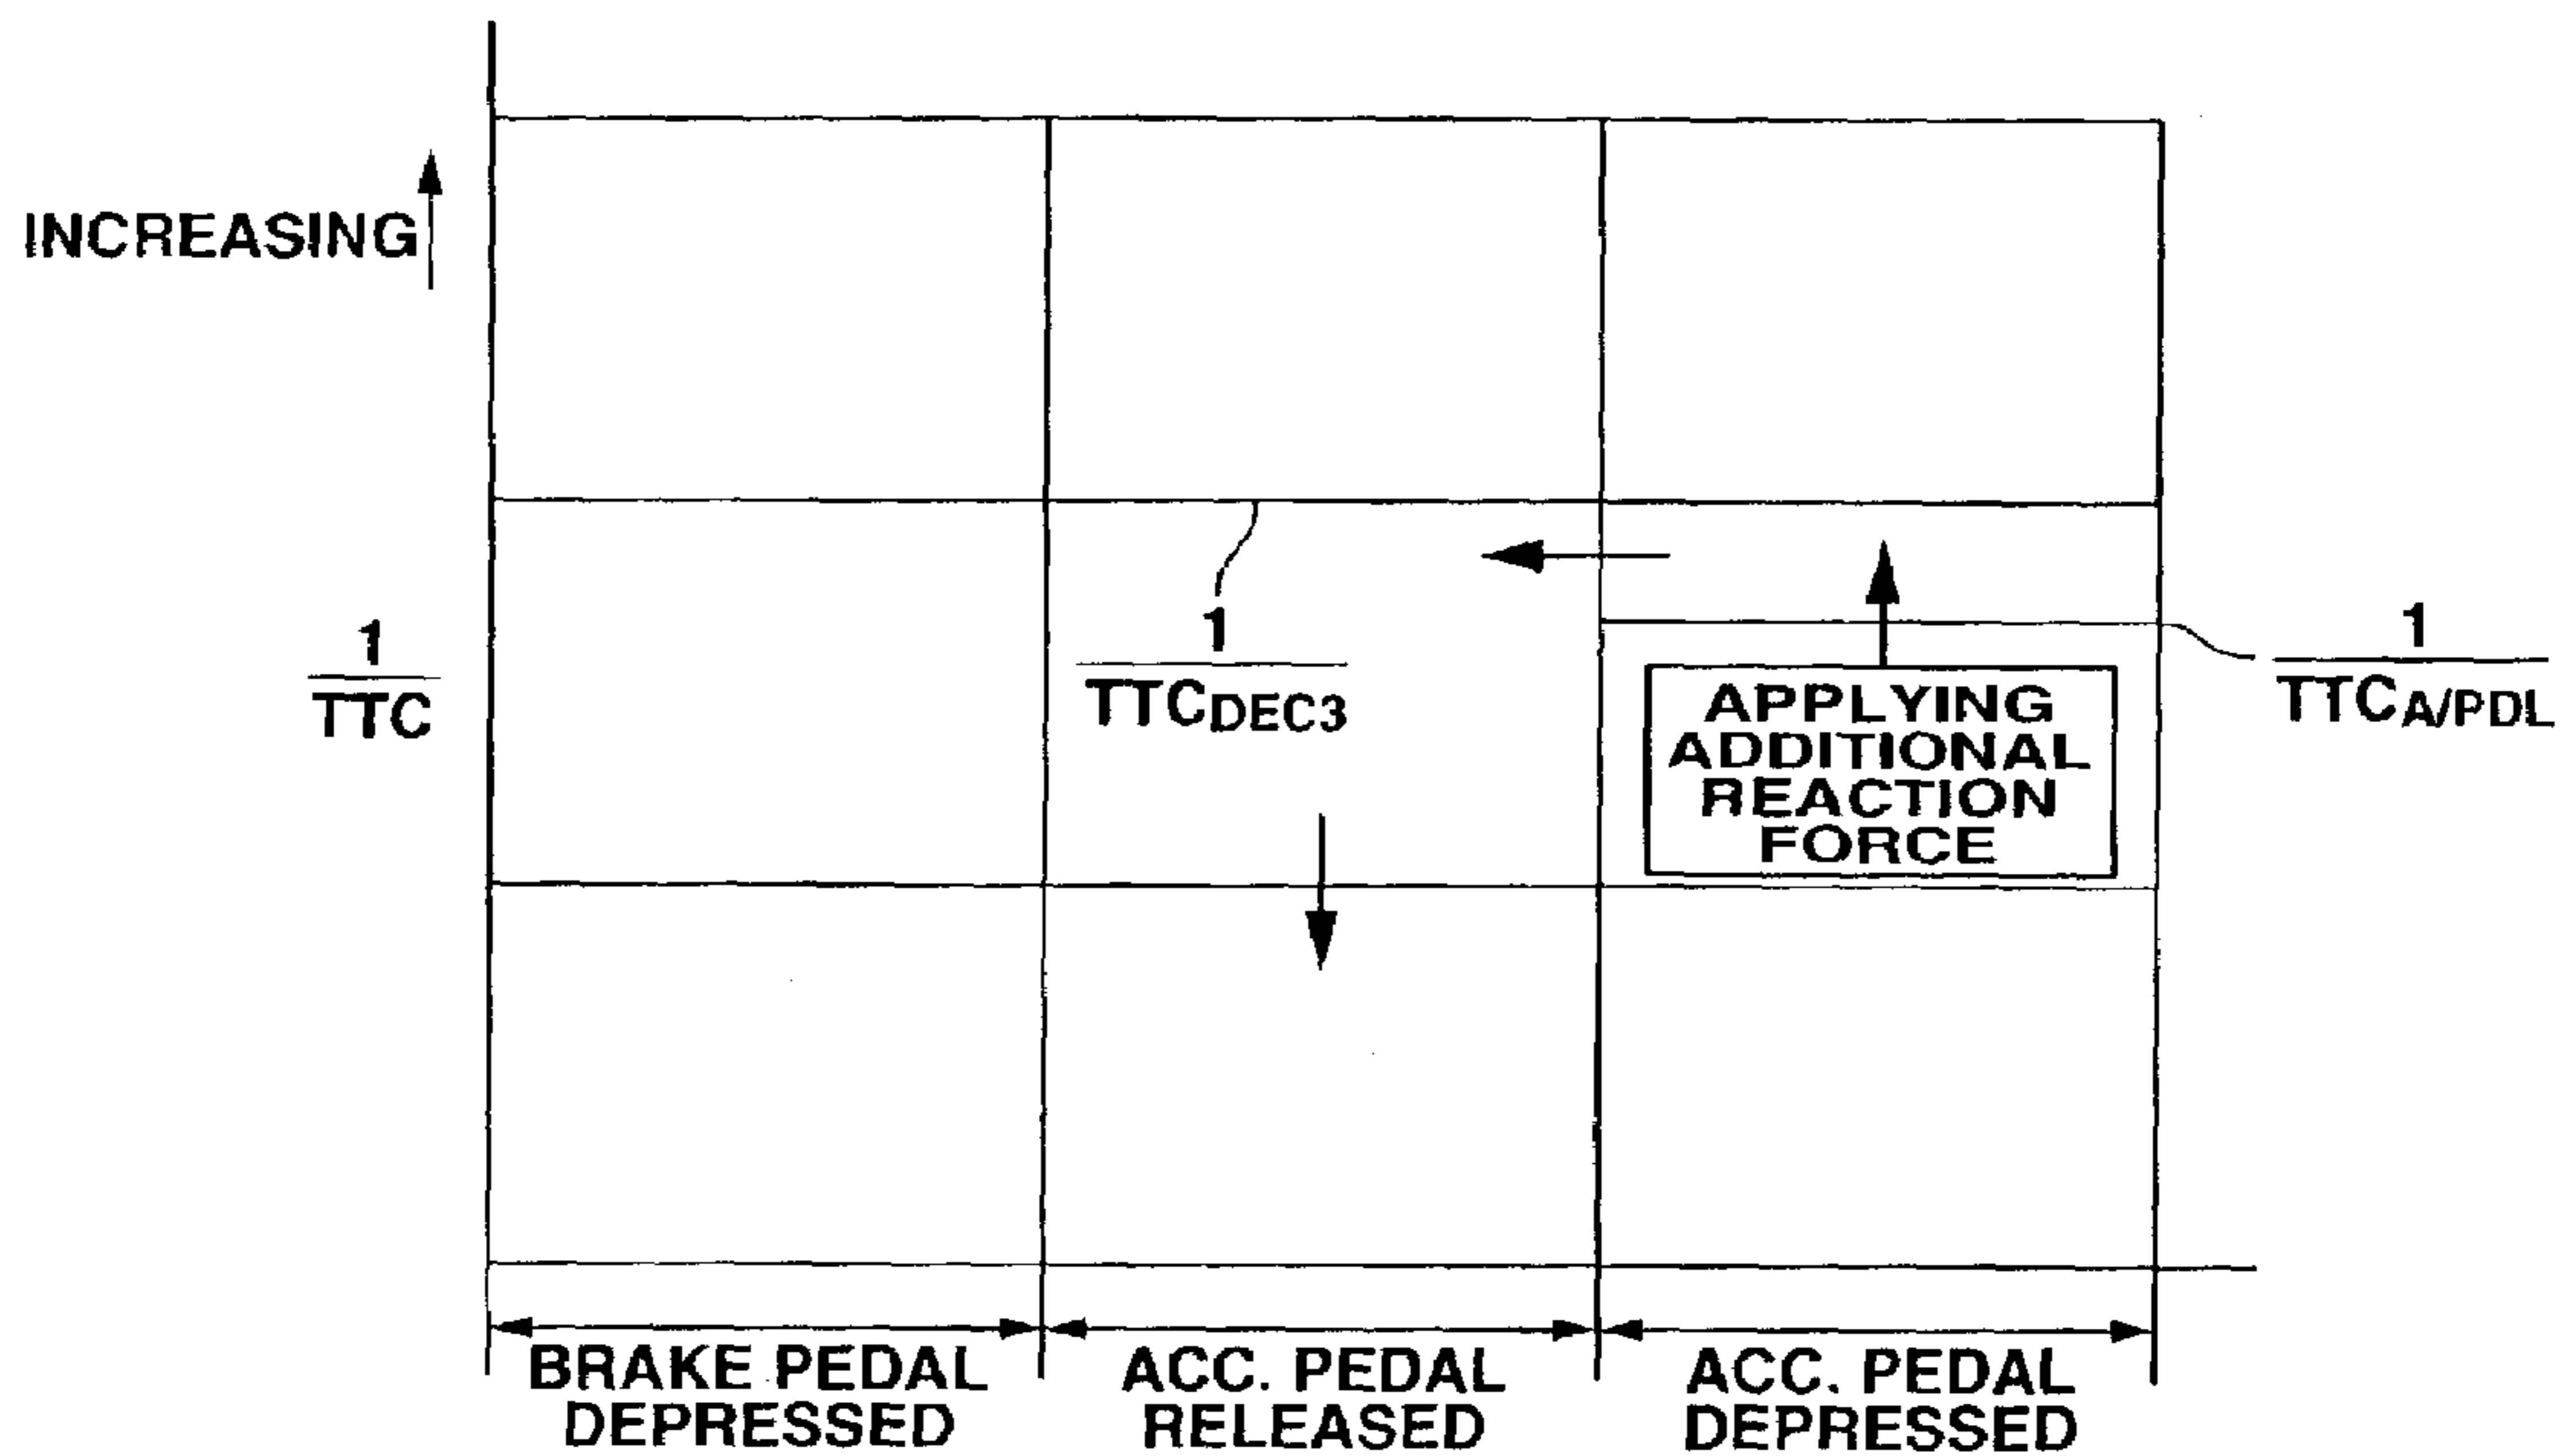 INCREASING
1
TTC
1
TTCDEC3
APPLYING
ADDITIONAL
REACTION
FORCE
1
TTCA/PDL
BRAKE PEDAL
DEPRESSED
ACC. PEDAL
RELEASED
ACC. PEDAL
DEPRESSED